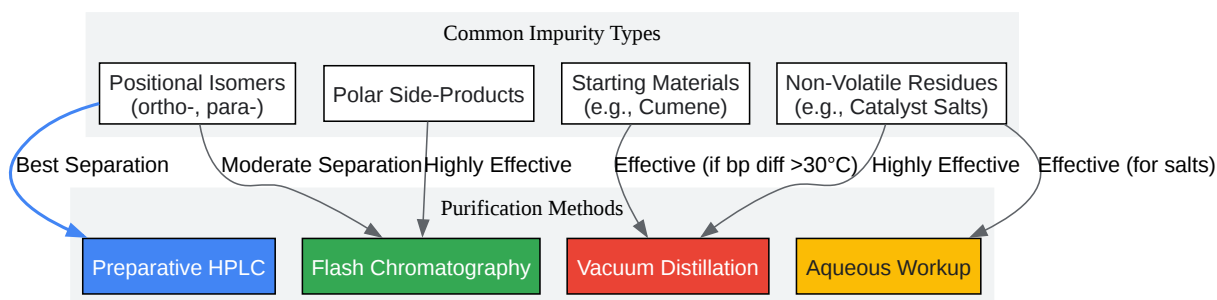 Common Impurity Types
Positional Isomers
(ortho-, para-)
Polar Side-Products
Starting Materials
(e.g., Cumene)
Non-Volatile Residues
(e.g., Catalyst Salts)
Best Separation
Moderate Separation
Highly Effective
Effective (if bp diff >30°C)
Highly Effective
Effective (for salts)
Purification Methods
Preparative HPLC
Flash Chromatography
Vacuum Distillation
Aqueous Workup